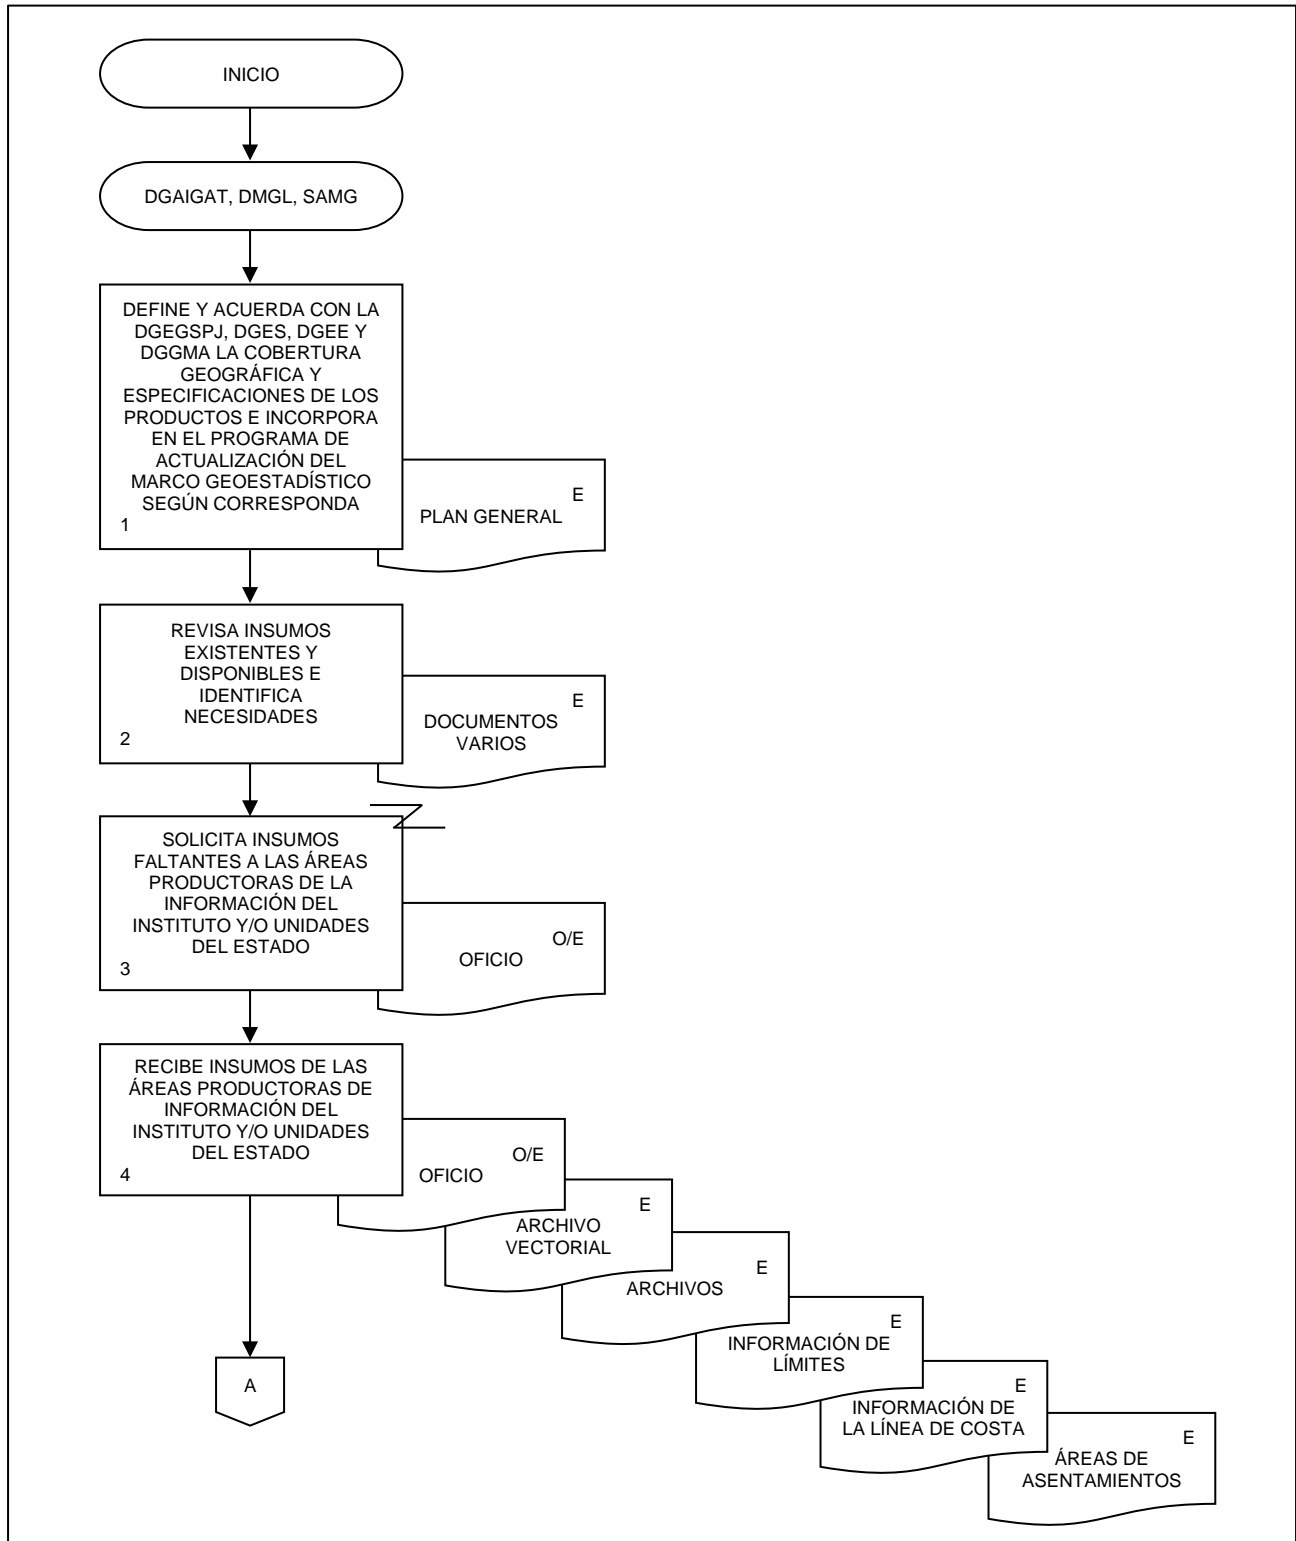 INICIO
DGAIGAT, DMGL, SAMG
DEFINE Y ACUERDA CON LA
DGEGSPJ, DGES, DGEE Y
DGGMA LA COBERTURA
GEOGRÁFICA Y
ESPECIFICACIONES DE LOS
PRODUCTOS E INCORPORA
EN EL PROGRAMA DE
ACTUALIZACIÓN DEL
MARCO GEOESTADÍSTICO
SEGÚN CORRESPONDA
1
E
PLAN GENERAL
REVISA INSUMOS
EXISTENTES Y
DISPONIBLES E
IDENTIFICA
NECESIDADES
2
E
DOCUMENTOS
VARIOS
SOLICITA INSUMOS
FALTANTES A LAS ÁREAS
PRODUCTORAS DE LA
INFORMACIÓN DEL
INSTITUTO Y/O UNIDADES
DEL ESTADO
3
O/E
OFICIO
RECIBE INSUMOS DE LAS
ÁREAS PRODUCTORAS DE
INFORMACIÓN DEL
INSTITUTO Y/O UNIDADES
DEL ESTADO
4
O/E
OFICIO
E
ARCHIVO
VECTORIAL
E
ARCHIVOS
E
INFORMACIÓN DE
LÍMITES
E
INFORMACIÓN DE
LA LÍNEA DE COSTA
E
ÁREAS DE
ASENTAMIENTOS
A